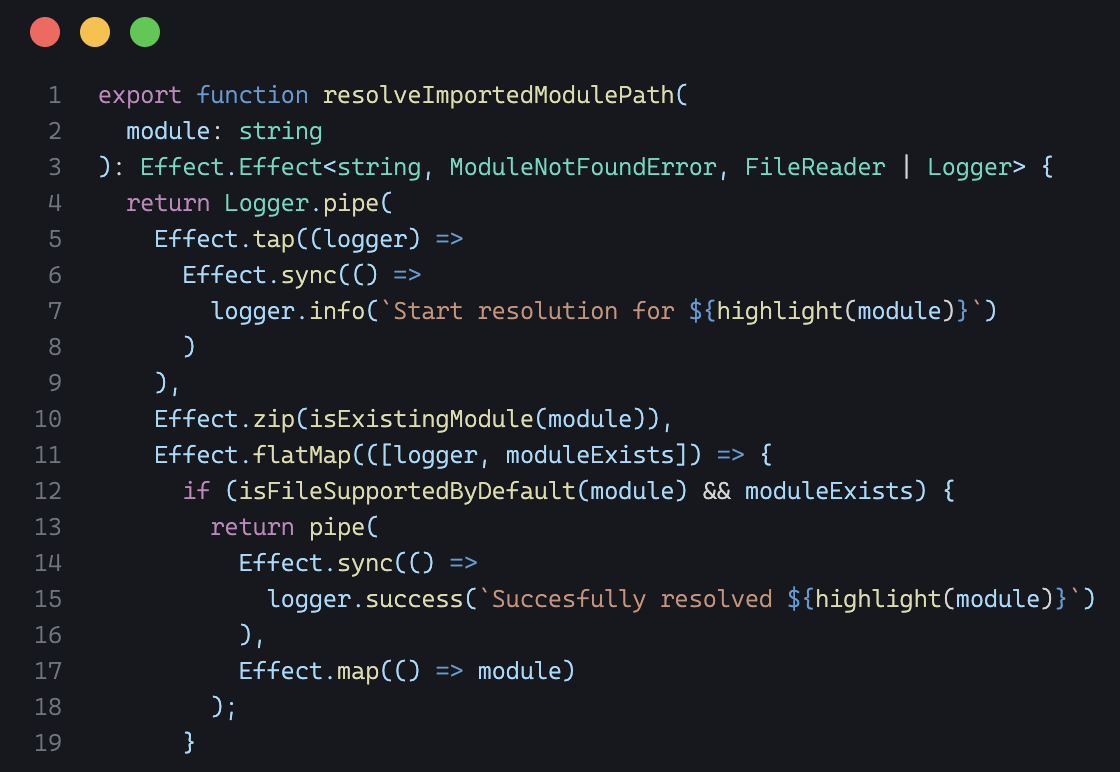 1 export function resolveImportedModulePath(
2   module: string
3 ): Effect.Effect<string, ModuleNotFoundError, FileReader | Logger> {
4   return Logger.pipe(
5     Effect.tap((logger) =>
6       Effect.sync(() =>
7         logger.info(`Start resolution for ${highlight(module)}`)
8       )
9     ),
10     Effect.zip(isExistingModule(module)),
11     Effect.flatMap(([logger, moduleExists]) => {
12       if (isFileSupportedByDefault(module) && moduleExists) {
13         return pipe(
14           Effect.sync(() =>
15             logger.success(`Succesfully resolved ${highlight(module)}`)
16           ),
17           Effect.map(() => module)
18         );
19       }